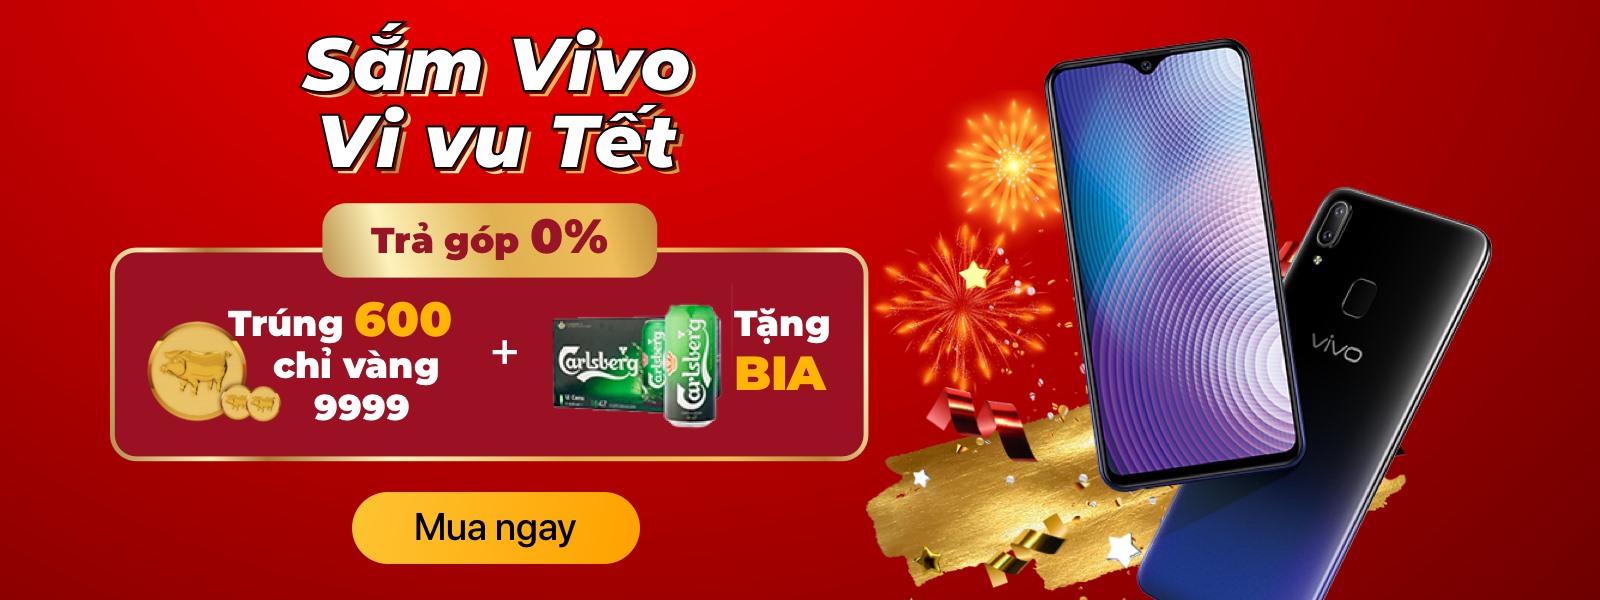 Sắm Vivo
Vi vu Tết
Trả góp 0%
Trúng 600
chỉ vàng
9999
+
Carlsberg
Carlsberg
Carlsberg
Tặng
BIA
Mua ngay
vivo